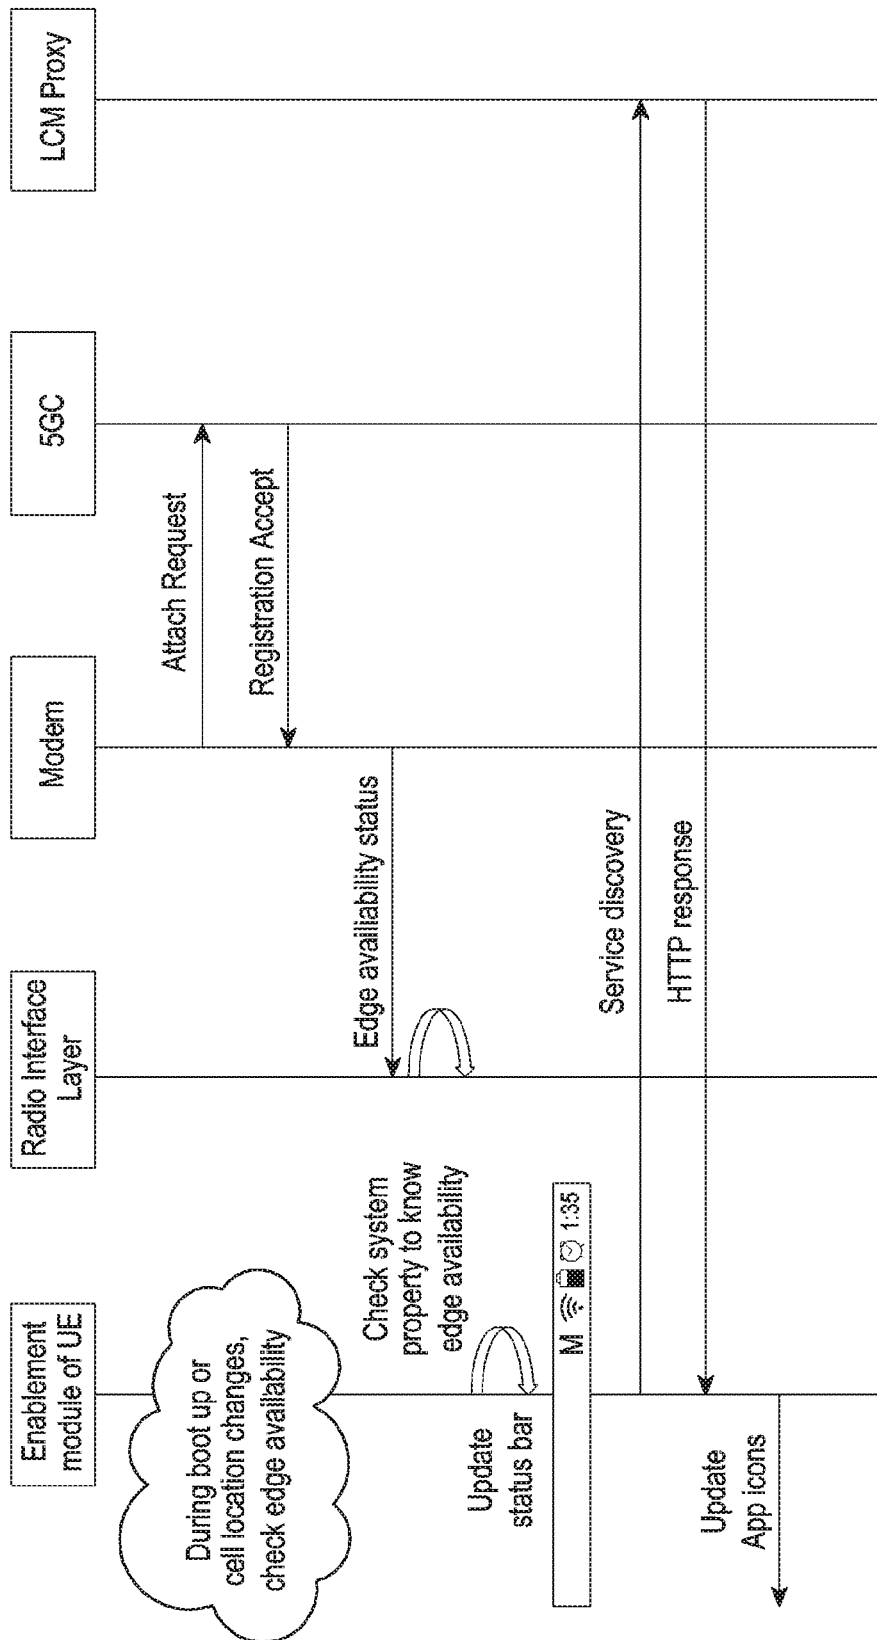 Enablement
module of UE
Radio Interface
Layer
Modem
5GC
LCM Proxy
During boot up or
cell location changes,
check edge availability
Attach Request
Registration Accept
Edge availiability status
Check system
property to know
edge availability
Update
status bar
M 1:35
Service discovery
HTTP response
Update
App icons